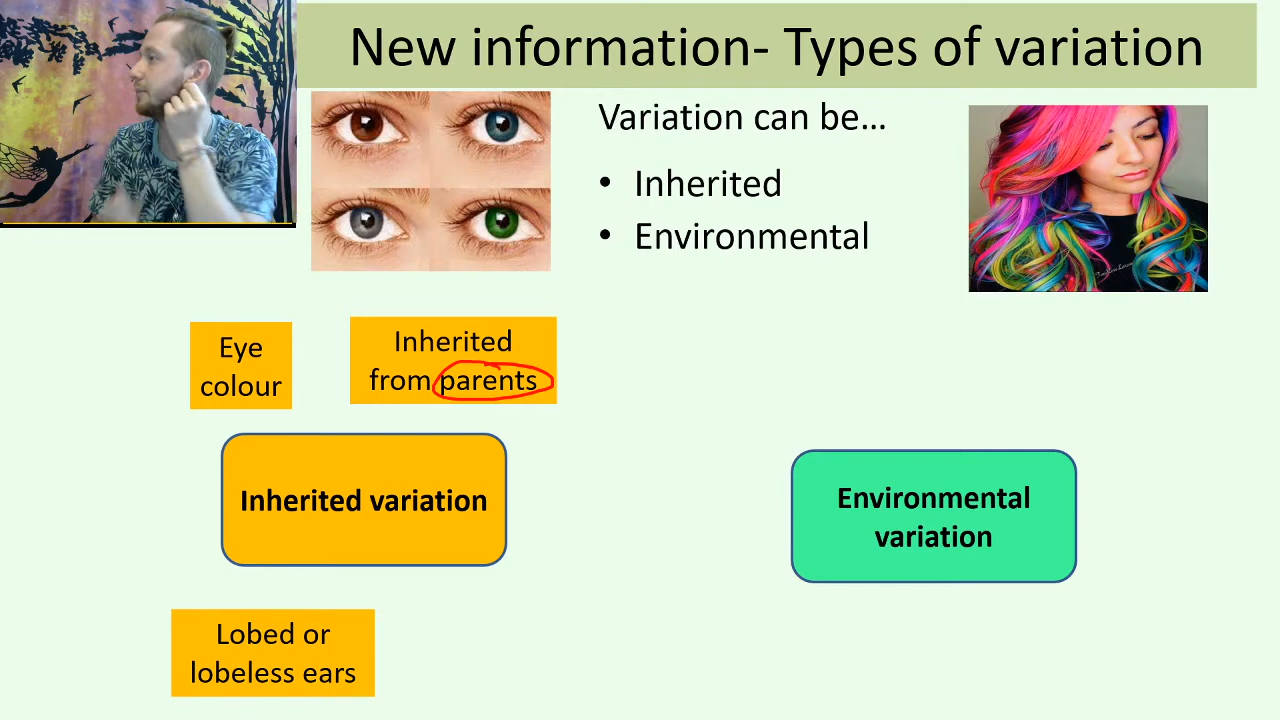 New information- Types of variation
Variation can be...
• Inherited
• Environmental
Eye
colour
Inherited
from parents
Inherited variation
Environmental
variation
Lobed or
lobeless ears